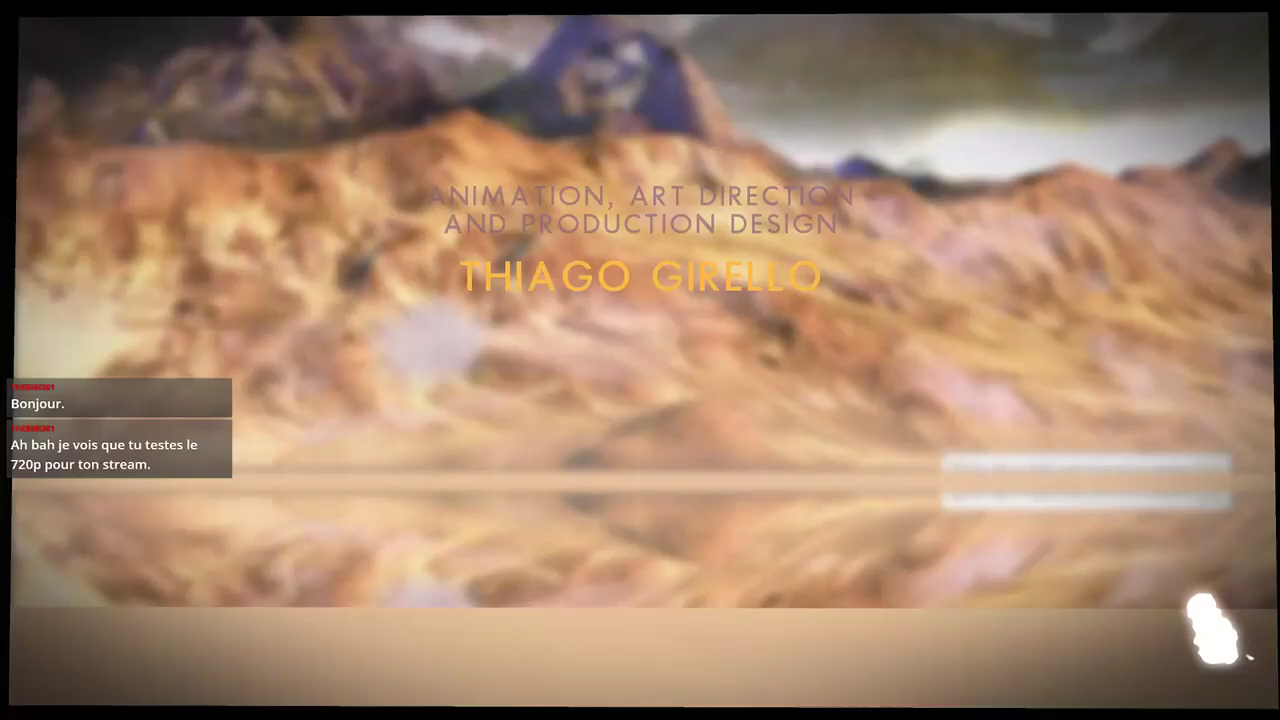 ANIMATION, ART DIRECTION
AND PRODUCTION DESIGN
THIAGO GIRELLO
Bonjour.
Ah bah je vois que tu testes le
720p pour ton stream.